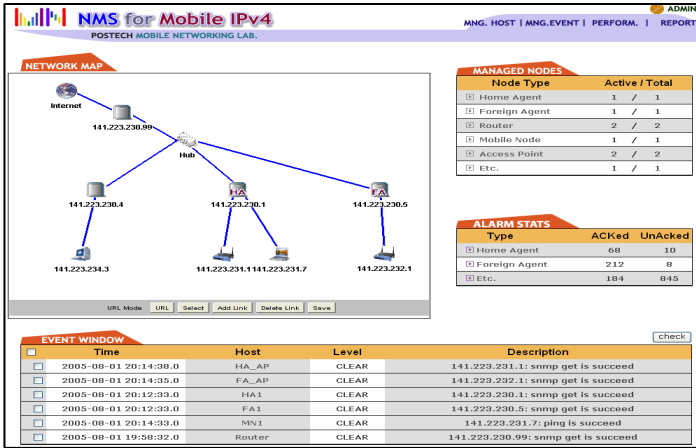 ADMIN
NMS for Mobile IPv4
POSTECH MOBILE NETWORKING LAB.
MNG. HOST | MNG.EVENT | PERFORM. | REPORT
NETWORK MAP
Internet
141.223.230.99
Hub
141.223.230.4
HA
141.223.230.1
FA
141.223.230.5
141.223.234.3
141.223.231.1
141.223.231.7
141.223.232.1
URL Mode URL Select Add Link Delete Link Save
MANAGED NODES
Node Type Active / Total
Home Agent 1 / 1
Foreign Agent 1 / 1
Router 2 / 2
Mobile Node 1 / 1
Access Point 2 / 2
Etc. 1 / 1
ALARM STATS
Type ACKed UnAcked
Home Agent 68 10
Foreign Agent 212 8
Etc. 184 845
EVENT WINDOW
check
Time Host Level Description
2005-08-01 20:14:38.0 HA_AP CLEAR 141.223.231.1: snmp get is succeed
2005-08-01 20:14:35.0 FA_AP CLEAR 141.223.232.1: snmp get is succeed
2005-08-01 20:12:33.0 HA1 CLEAR 141.223.230.1: snmp get is succeed
2005-08-01 20:12:33.0 FA1 CLEAR 141.223.230.5: snmp get is succeed
2005-08-01 20:14:33.0 MN1 CLEAR 141.223.231.7: ping is succeed
2005-08-01 19:58:32.0 Router CLEAR 141.223.230.99: snmp get is succeed